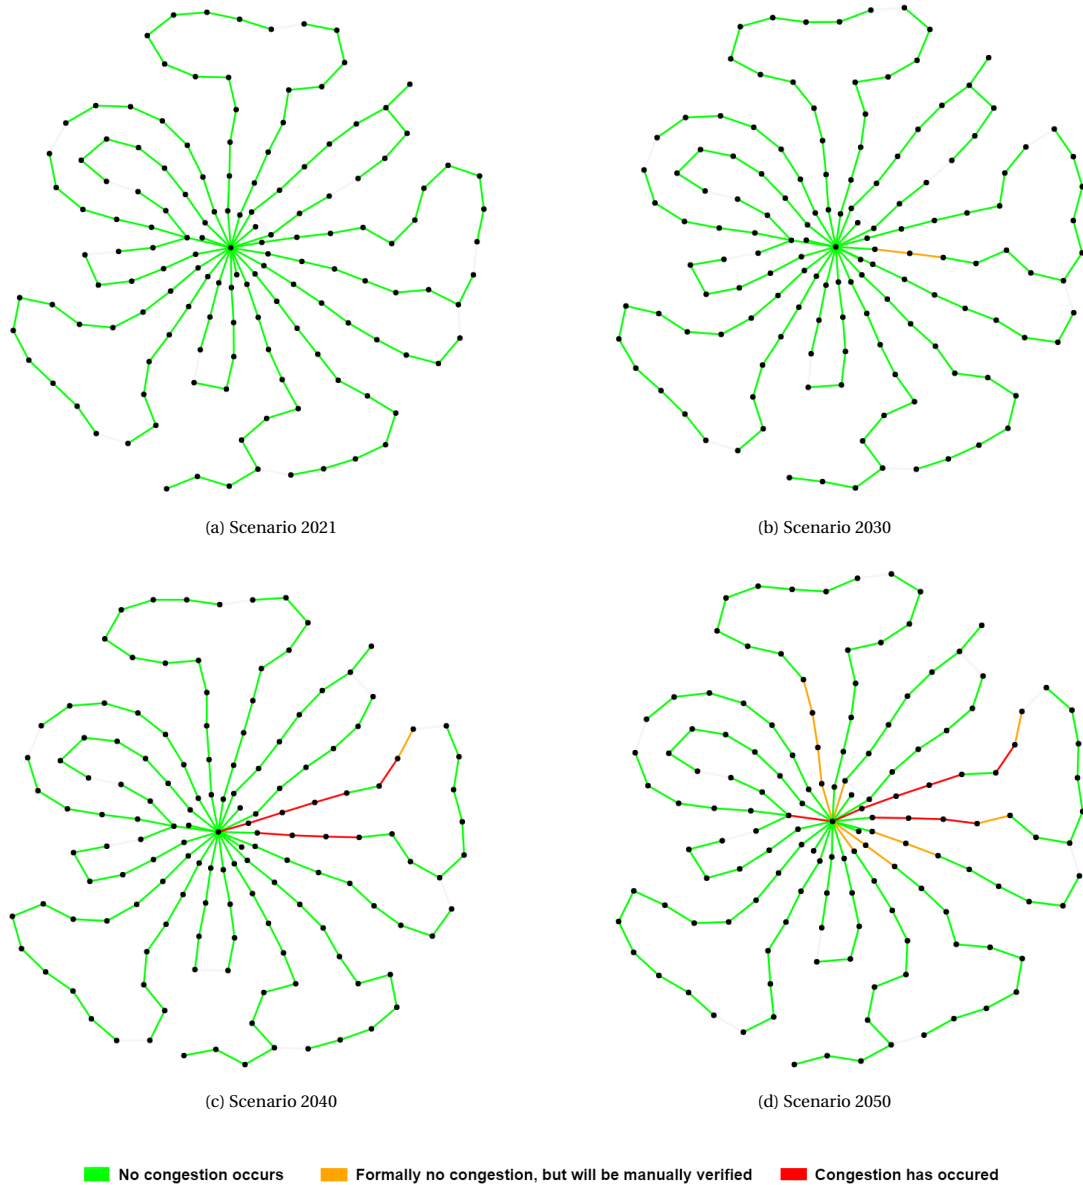 (a) Scenario 2021
(b) Scenario 2030
(c) Scenario 2040
(d) Scenario 2050
No congestion occurs
Formally no congestion, but will be manually verified
Congestion has occured